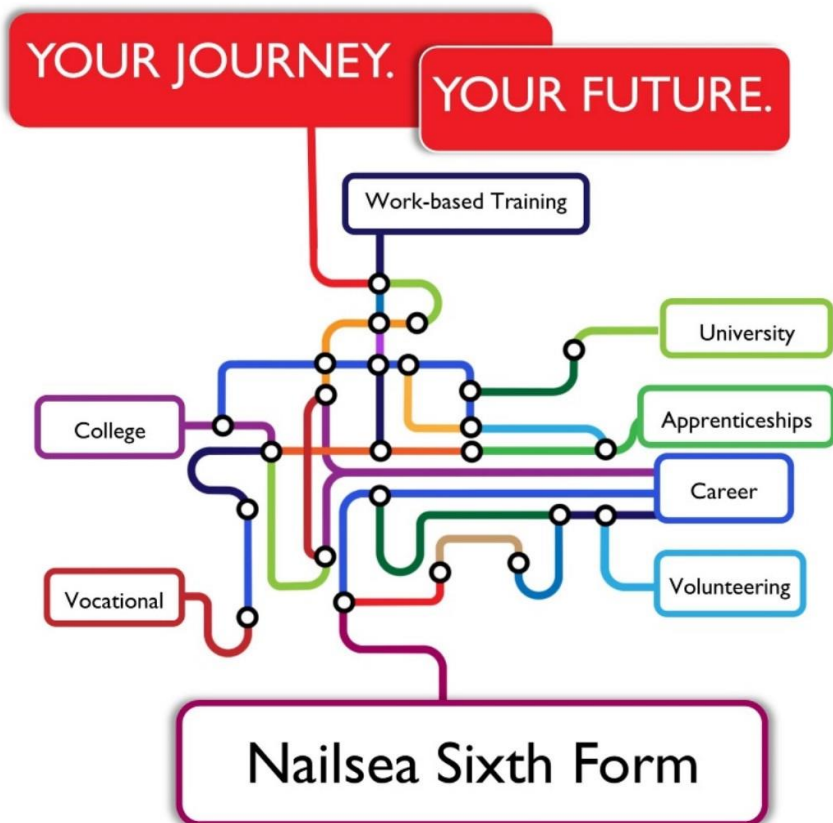 YOUR JOURNEY.
YOUR FUTURE.
Work-based Training
University
Apprenticeships
College
Career
Vocational
Volunteering
Nailsea Sixth Form